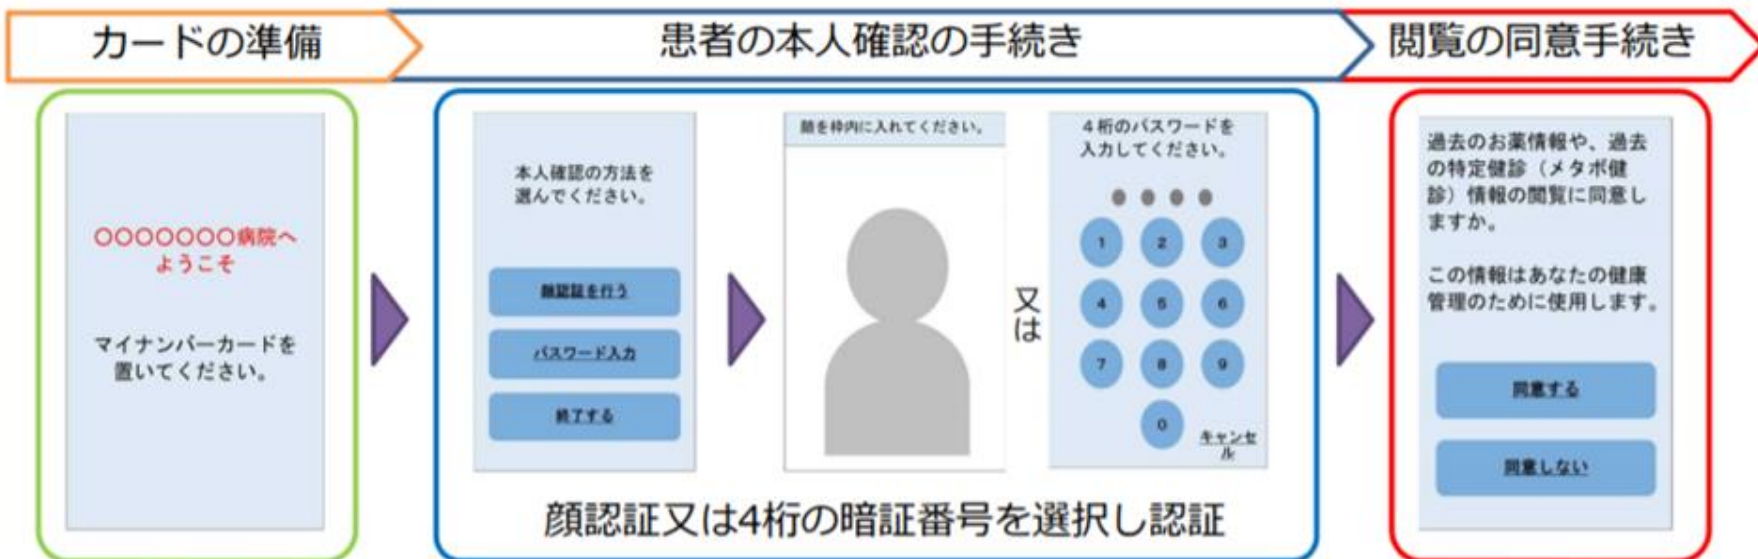 カードの準備
患者の本人確認の手続き
閲覧の同意手続き
〇〇〇〇〇〇〇病院へ
ようこそ
マイナンバーカードを
置いてください。
本人確認の方法を
選んでください。
顔認証を行う
パスワード入力
終了する
顔を枠内に入れてください。
又は
4桁のパスワードを
入力してください。
1 2 3
4 5 6
7 8 9
0
キャンセ
ル
顔認証又は4桁の暗証番号を選択し認証
過去のお薬情報や、過去
の特定健診（メタボ健
診）情報の閲覧に同意し
ますか。
この情報はあなたの健康
管理のために使用します。
同意する
同意しない